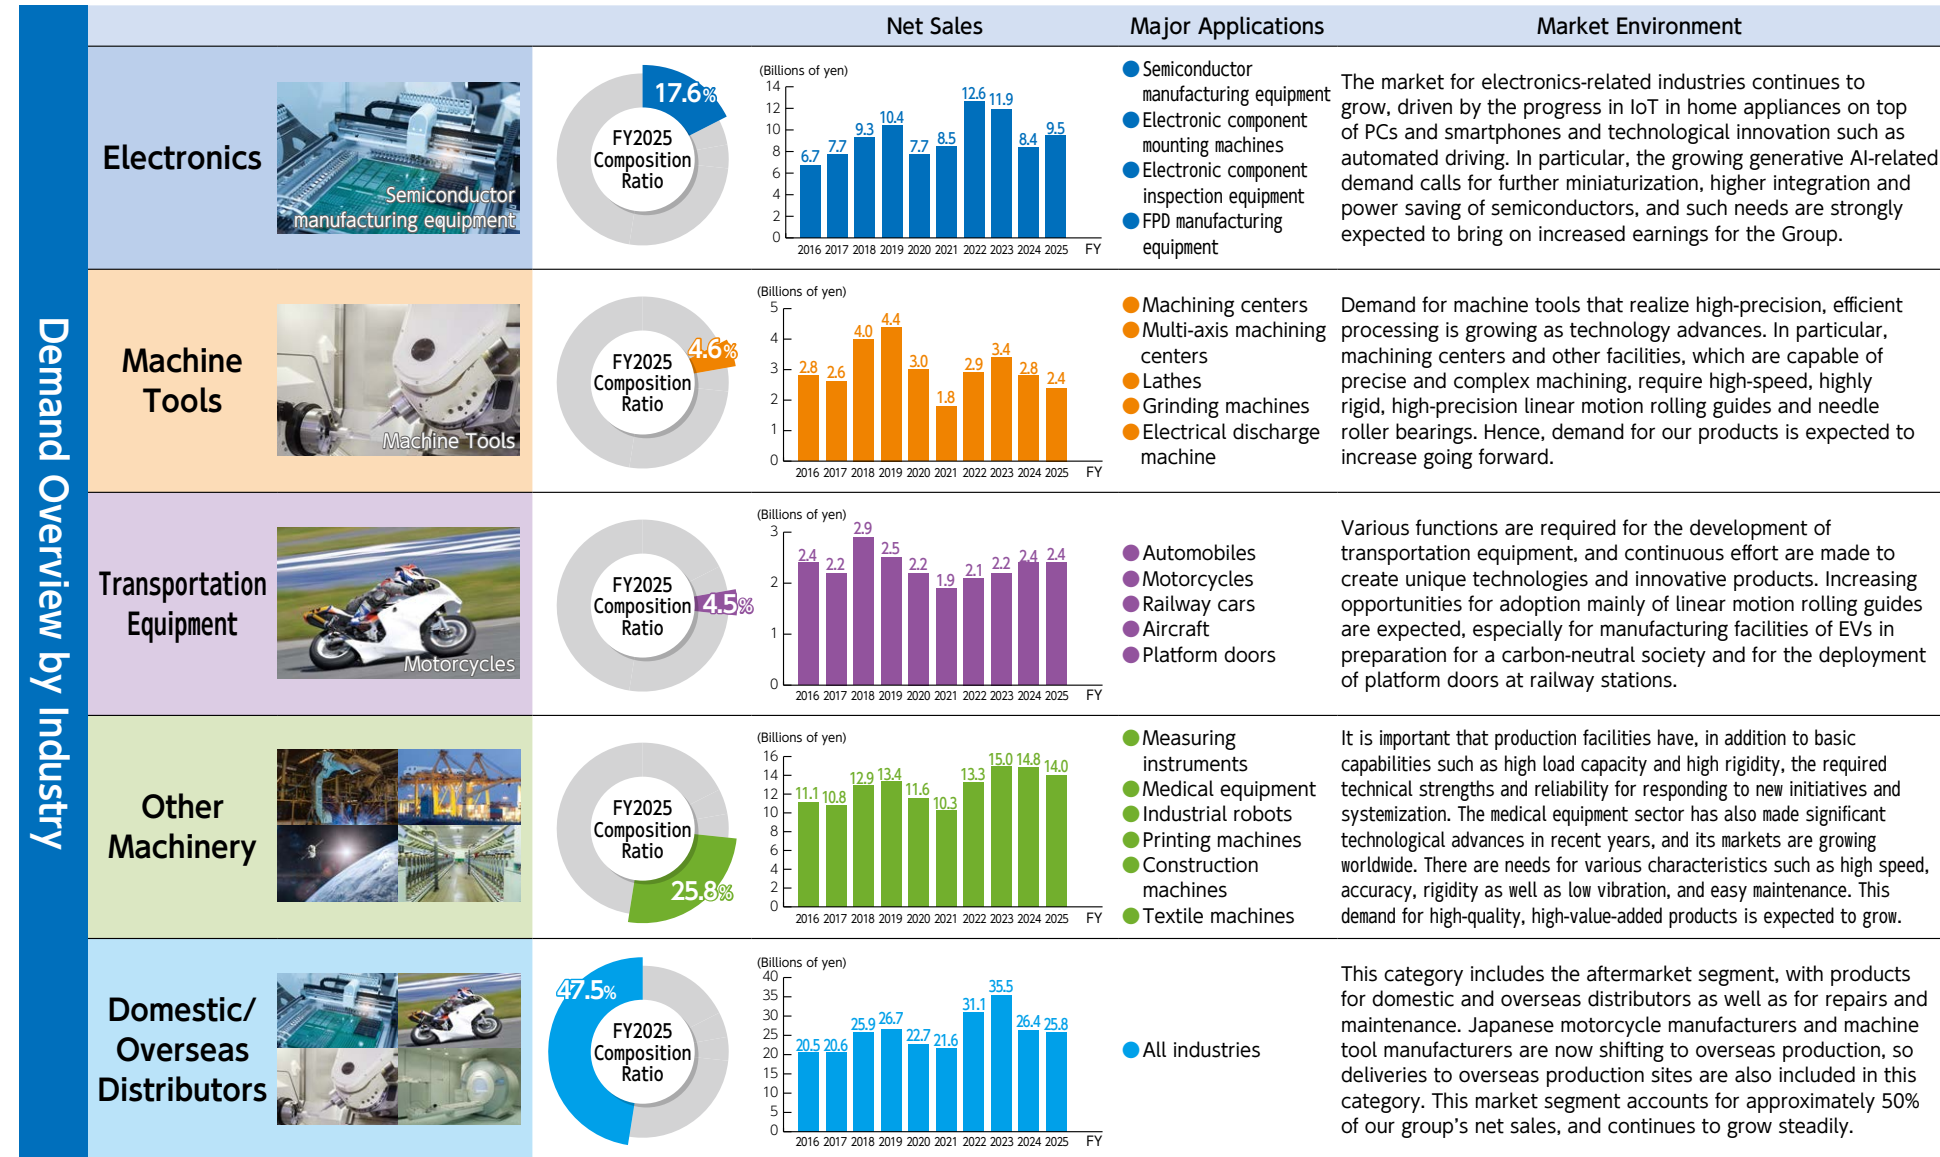 Demand Overview by Industry
Net Sales
Major Applications
Market Environment
Electronics
Semiconductor
manufacturing equipment
17.6%
FY2025
Composition
Ratio
(Billions of yen)
14
12
10
8
6
4
2
0
6.7 7.7 9.3 10.4 7.7 8.5 12.6 11.9 8.4 9.5
2016 2017 2018 2019 2020 2021 2022 2023 2024 2025 FY
Semiconductor
manufacturing equipment
Electronic component
mounting machines
Electronic component
inspection equipment
FPD manufacturing
equipment
The market for electronics-related industries continues to
grow, driven by the progress in IoT in home appliances on top
of PCs and smartphones and technological innovation such as
automated driving. In particular, the growing generative AI-related
demand calls for further miniaturization, higher integration and
power saving of semiconductors, and such needs are strongly
expected to bring on increased earnings for the Group.
Machine
Tools
Machine Tools
4.6%
FY2025
Composition
Ratio
(Billions of yen)
5
4
3
2
1
0
2.8 2.6 4.0 4.4 3.0 1.8 2.9 3.4 2.8 2.4
2016 2017 2018 2019 2020 2021 2022 2023 2024 2025 FY
Machining centers
Multi-axis machining
centers
Lathes
Grinding machines
Electrical discharge
machine
Demand for machine tools that realize high-precision, efficient
processing is growing as technology advances. In particular,
machining centers and other facilities, which are capable of
precise and complex machining, require high-speed, highly
rigid, high-precision linear motion rolling guides and needle
roller bearings. Hence, demand for our products is expected to
increase going forward.
Transportation
Equipment
Motorcycles
4.5%
FY2025
Composition
Ratio
(Billions of yen)
3
2
1
0
2.4 2.2 2.9 2.5 2.2 1.9 2.1 2.2 2.4 2.4
2016 2017 2018 2019 2020 2021 2022 2023 2024 2025 FY
Automobiles
Motorcycles
Railway cars
Aircraft
Platform doors
Various functions are required for the development of
transportation equipment, and continuous effort are made to
create unique technologies and innovative products. Increasing
opportunities for adoption mainly of linear motion rolling guides
are expected, especially for manufacturing facilities of EVs in
preparation for a carbon-neutral society and for the deployment
of platform doors at railway stations.
Other
Machinery
25.8%
FY2025
Composition
Ratio
(Billions of yen)
16
14
12
10
8
6
4
2
0
11.1 10.8 12.9 13.4 11.6 10.3 13.3 15.0 14.8 14.0
2016 2017 2018 2019 2020 2021 2022 2023 2024 2025 FY
Measuring
instruments
Medical equipment
Industrial robots
Printing machines
Construction
machines
Textile machines
It is important that production facilities have, in addition to basic
capabilities such as high load capacity and high rigidity, the required
technical strengths and reliability for responding to new initiatives and
systemization. The medical equipment sector has also made significant
technological advances in recent years, and its markets are growing
worldwide. There are needs for various characteristics such as high speed,
accuracy, rigidity as well as low vibration, and easy maintenance. This
demand for high-quality, high-value-added products is expected to grow.
Domestic/
Overseas
Distributors
47.5%
FY2025
Composition
Ratio
(Billions of yen)
40
35
30
25
20
15
10
5
0
20.5 20.6 25.9 26.7 22.7 21.6 31.1 35.5 26.4 25.8
2016 2017 2018 2019 2020 2021 2022 2023 2024 2025 FY
All industries
This category includes the aftermarket segment, with products
for domestic and overseas distributors as well as for repairs and
maintenance. Japanese motorcycle manufacturers and machine
tool manufacturers are now shifting to overseas production, so
deliveries to overseas production sites are also included in this
category. This market segment accounts for approximately 50%
of our group's net sales, and continues to grow steadily.